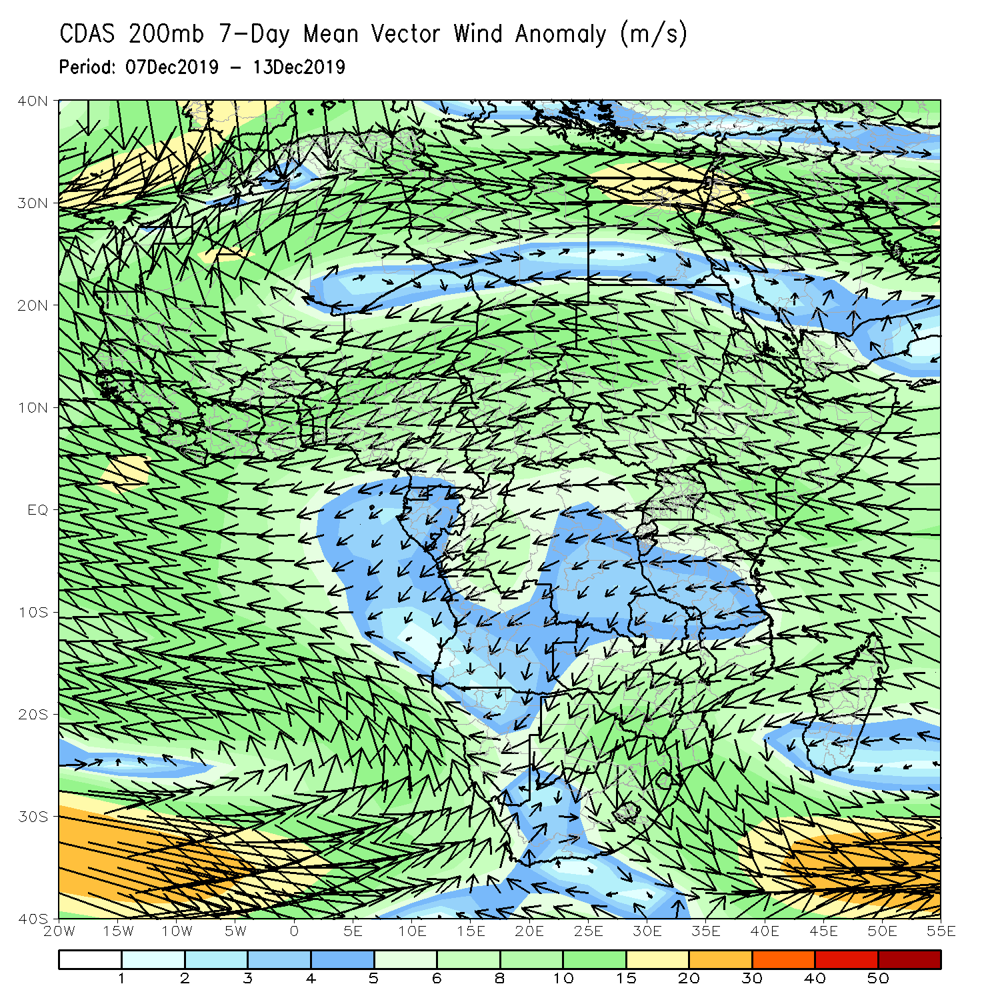 CDAS 200mb 7-Day Mean Vector Wind Anomaly (m/s)
Period: 07Dec2019 - 13Dec2019
40N
30N
20N
10N
EQ
10S
20S
30S
40S
20W 15W 10W 5W 0 5E 10E 15E 20E 25E 30E 35E 40E 45E 50E 55E
1 2 3 4 5 6 8 10 15 20 30 40 50